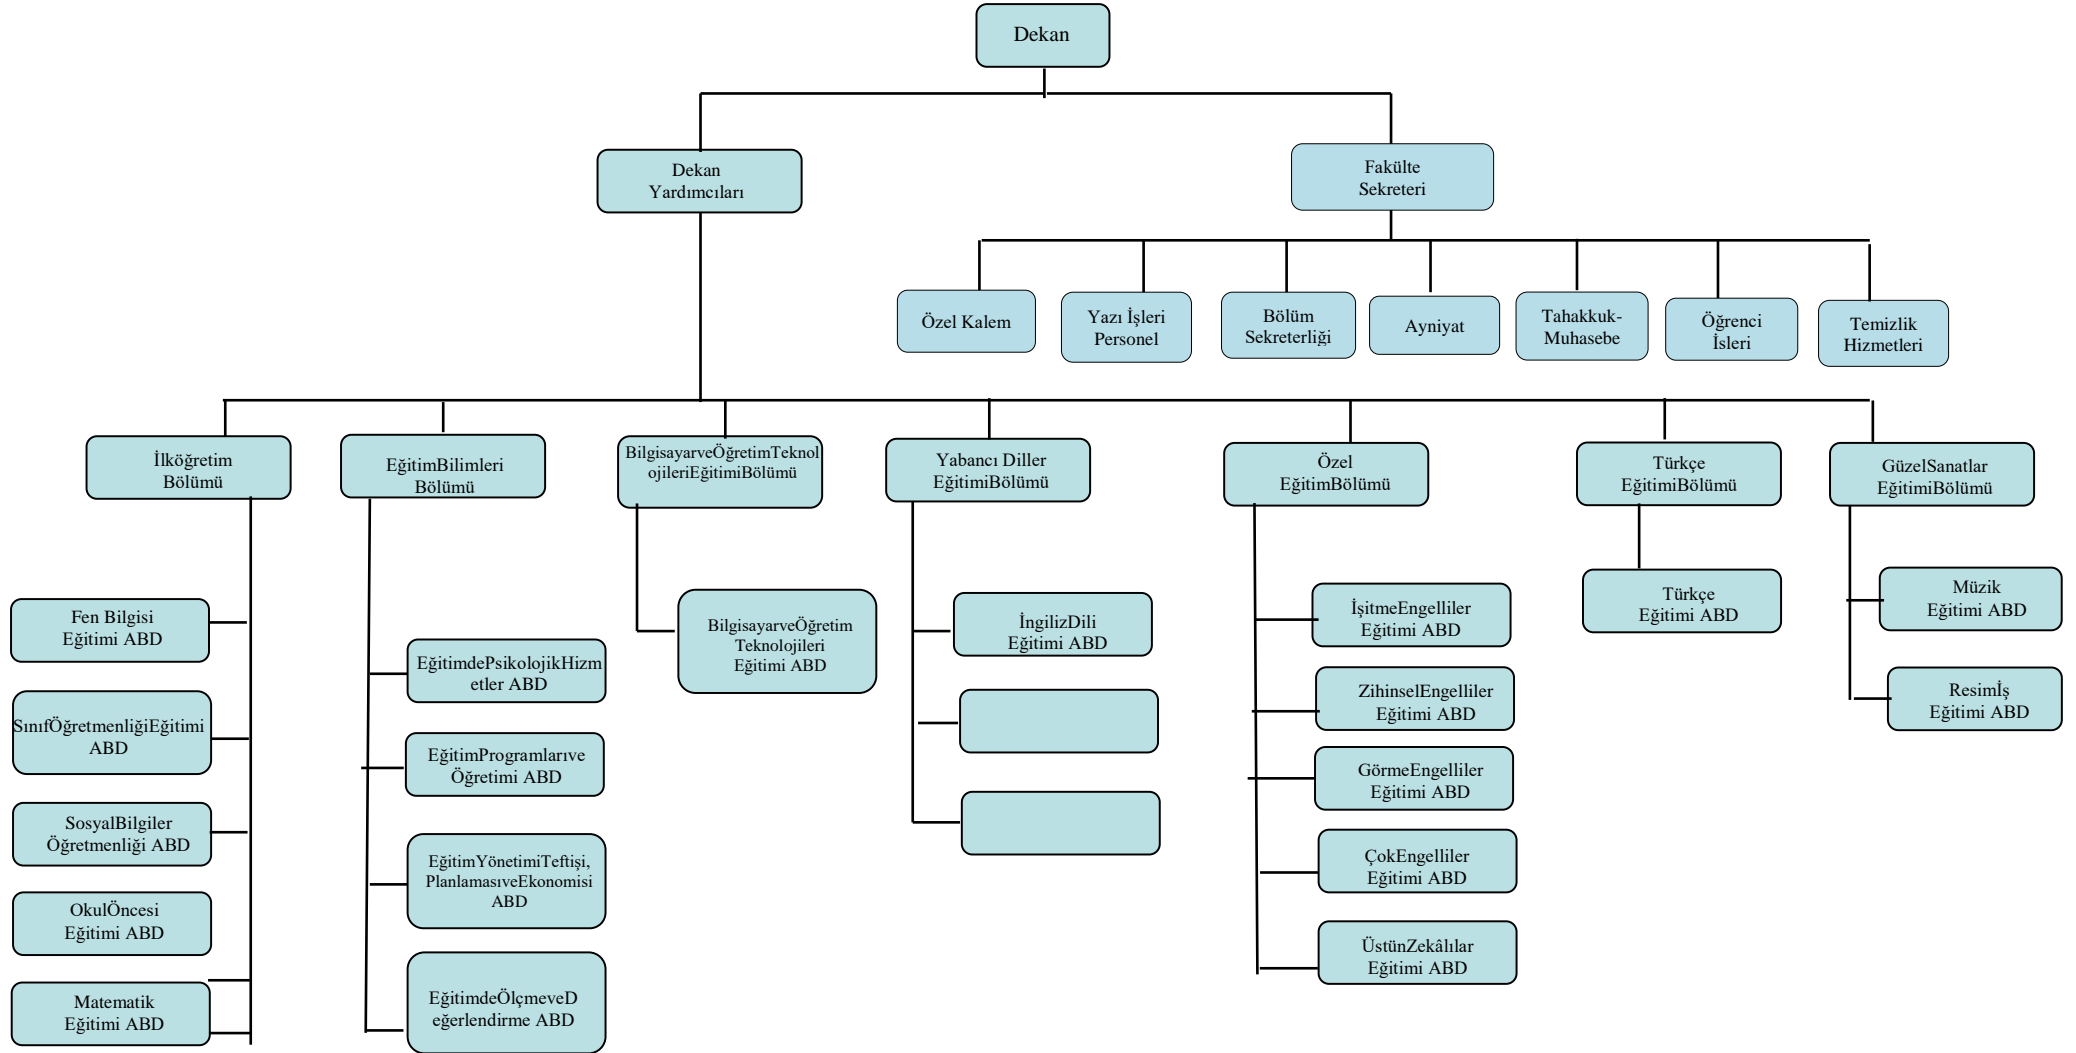 Dekan
Dekan
Yardımcıları
Fakülte
Sekreteri
Özel Kalem
Yazı İşleri
Personel
Bölüm
Sekreterliği
Ayniyat
Tahakkuk-
Muhasebe
Öğrenci
İsleri
Temizlik
Hizmetleri
İlköğretim
Bölümü
EğitimBilimleri
Bölümü
BilgisayarveÖğretimTeknol
ojileriEğitimiBölümü
Yabancı Diller
EğitimiBölümü
Özel
EğitimBölümü
Türkçe
EğitimiBölümü
GüzelSanatlar
EğitimiBölümü
Fen Bilgisi
Eğitimi ABD
SınıfÖğretmenliğiEğitimi
ABD
SosyalBilgiler
Öğretmenliği ABD
OkulÖncesi
Eğitimi ABD
Matematik
Eğitimi ABD
EğitimdePsikolojikHizm
etler ABD
EğitimProgramlarıve
Öğretimi ABD
EğitimYönetimiTeftişi,
PlanlamasıveEkonomisi
ABD
EğitimdeÖlçmeveD
eğerlendirme ABD
BilgisayarveÖğretim
Teknolojileri
Eğitimi ABD
İngilizDili
Eğitimi ABD
İşitmeEngelliler
Eğitimi ABD
ZihinselEngelliler
Eğitimi ABD
GörmeEngelliler
Eğitimi ABD
ÇokEngelliler
Eğitimi ABD
ÜstünZekâlılar
Eğitimi ABD
Türkçe
Eğitimi ABD
Müzik
Eğitimi ABD
Resimİş
Eğitimi ABD